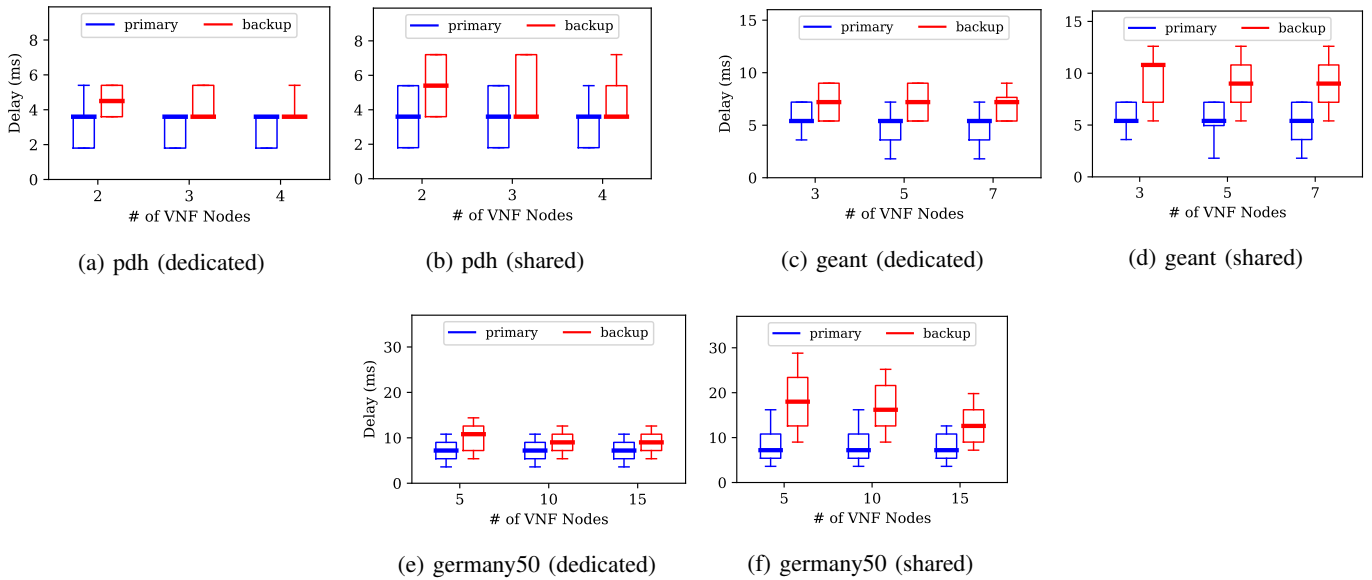 primary backup
8
6
4
2
0
Delay (ms)
2 3 4
# of VNF Nodes
(a) pdh (dedicated)
primary backup
8
6
4
2
0
2 3 4
# of VNF Nodes
(b) pdh (shared)
primary backup
15
10
5
0
Delay (ms)
3 5 7
# of VNF Nodes
(c) geant (dedicated)
primary backup
15
10
5
0
3 5 7
# of VNF Nodes
(d) geant (shared)
primary backup
30
20
10
0
Delay (ms)
5 10 15
# of VNF Nodes
(e) germany50 (dedicated)
primary backup
30
20
10
0
5 10 15
# of VNF Nodes
(f) germany50 (shared)